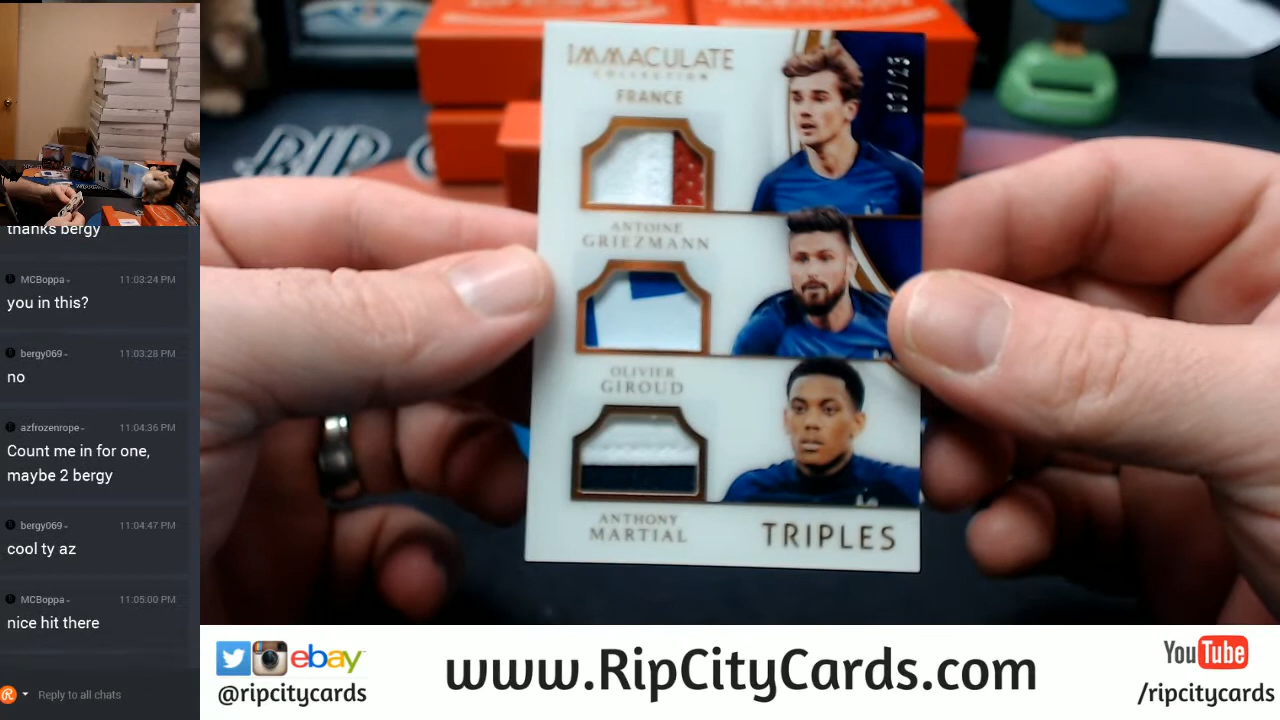 thanks bergy
MCBoppa 11:03:24 PM
you in this?
bergy069 11:03:28 PM
no
azfrozenrope 11:04:36 PM
Count me in for one,
maybe 2 bergy
bergy069 11:04:47 PM
cool ty az
MCBoppa 11:05:00 PM
nice hit there
Reply to all chats
IMMACULATE
COLLECTION
FRANCE
ANTOINE
GRIEZMANN
OLIVIER
GIROUD
ANTHONY
MARTIAL
TRIPLES
RIP
ebay
@ripcitycards
www.RipCityCards.com
YouTube
/ripcitycards